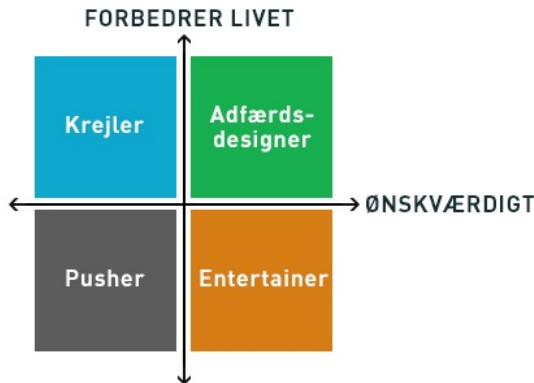 FORBEDRER LIVET
Krejler
Adfærds-
designer
ØNSKVÆRDIGT
Pusher
Entertainer